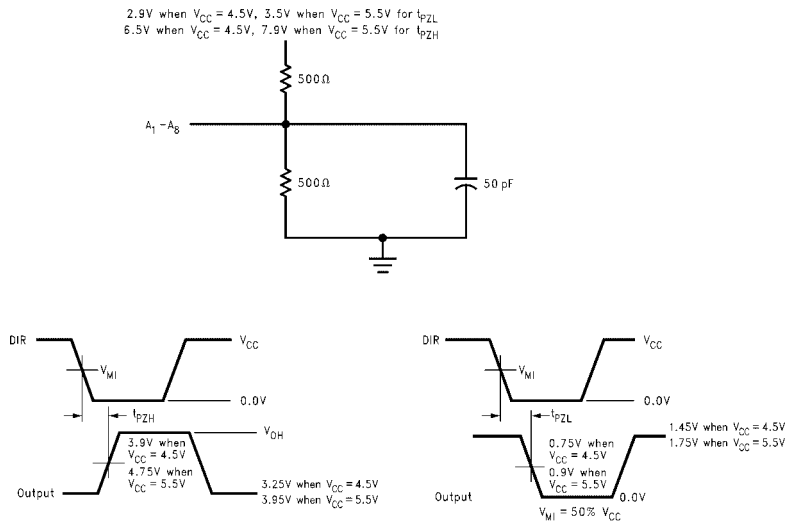 2.9V when VCC = 4.5V, 3.5V when VCC = 5.5V for tPZL
6.5V when VCC = 4.5V, 7.9V when VCC = 5.5V for tPZH
500Ω
A1 –A8
500Ω
50 pF
DIR
VCC
VMI
0.0V
tPZH
VOH
3.9V when
VCC = 4.5V
4.75V when
VCC = 5.5V
Output
3.25V when VCC = 4.5V
3.95V when VCC = 5.5V
DIR
VCC
VMI
0.0V
tPZL
1.45V when VCC = 4.5V
1.75V when VCC = 5.5V
0.75V when
VCC = 4.5V
0.9V when
VCC = 5.5V
Output
0.0V
VMI = 50% VCC